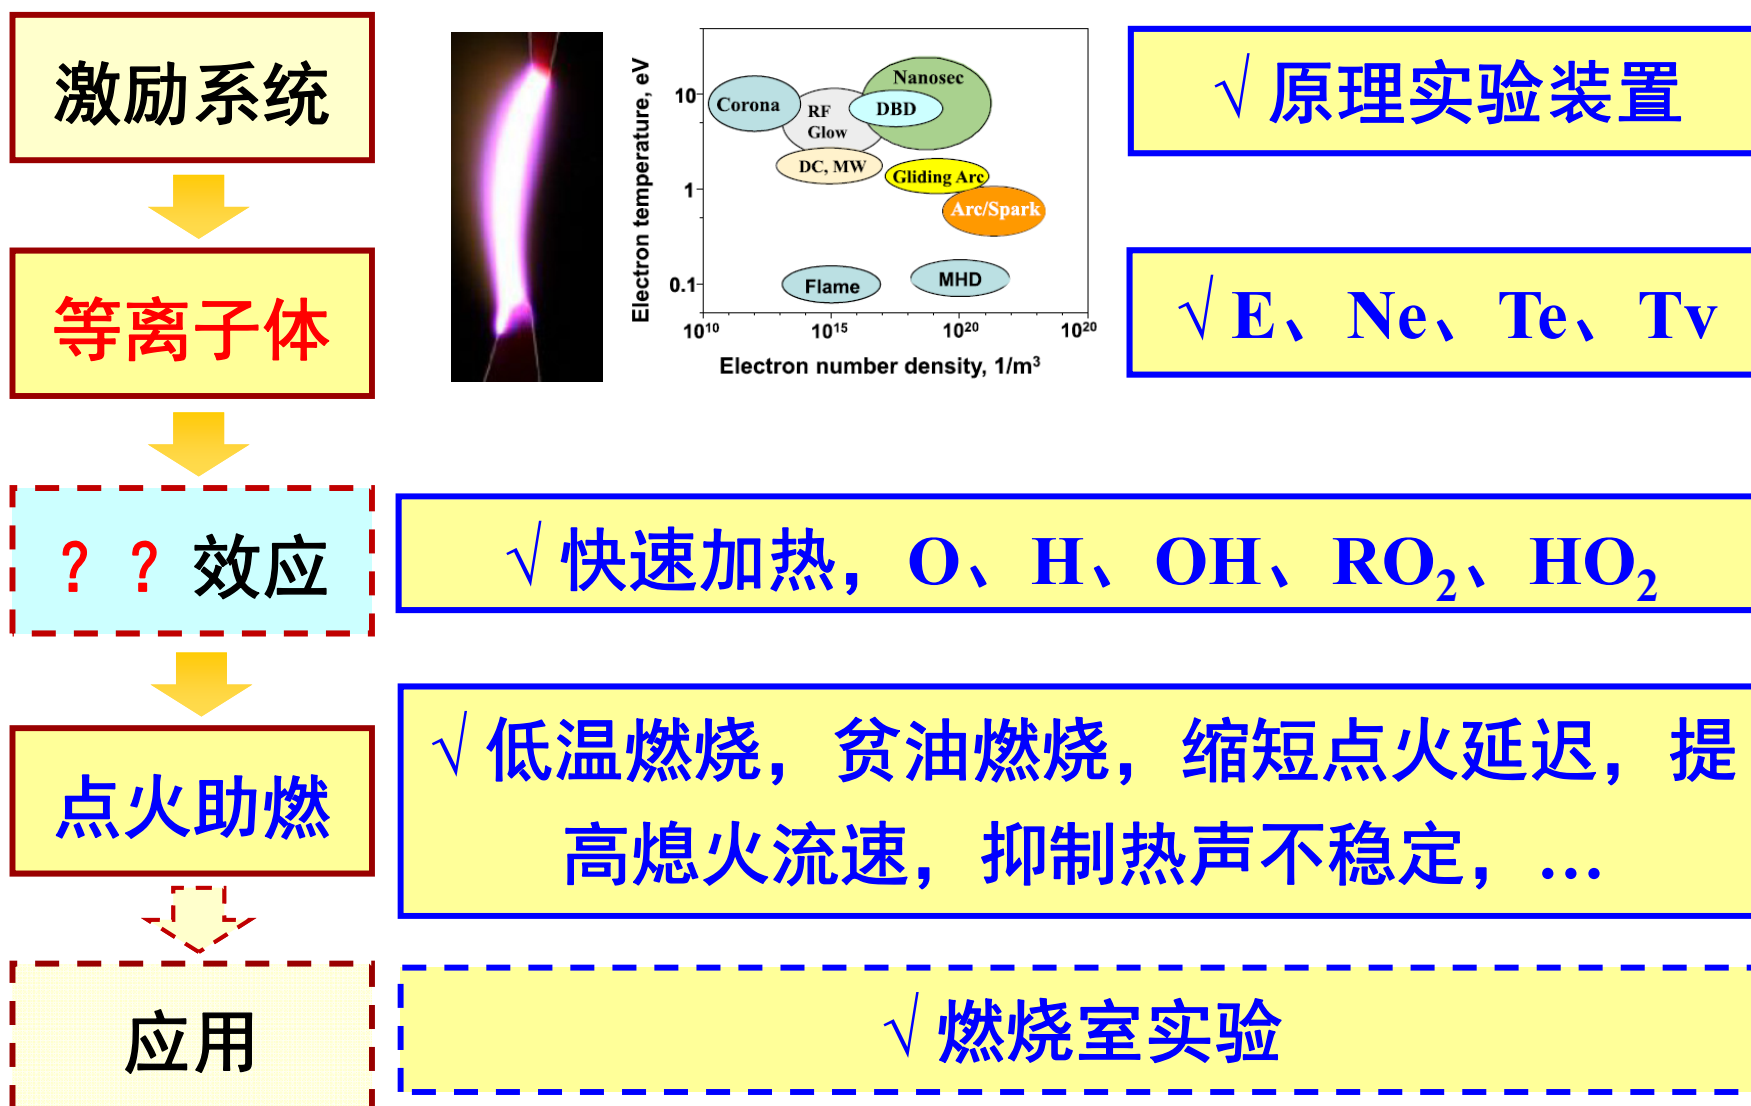 激励系统
Electron temperature, eV
10
1
0.1
Corona
RF
Glow
Nanosec
DBD
DC, MW
Gliding Arc
Arc/Spark
Flame
MHD
10¹⁰
10¹⁵
10²⁰
10²⁰
Electron number density, 1/m³
√ 原理实验装置
等离子体
√ E、Ne、Te、Tv
？？效应
√ 快速加热，O、H、OH、RO₂、HO₂
点火助燃
√ 低温燃烧，贫油燃烧，缩短点火延迟，提
高熄火流速，抑制热声不稳定，…
应用
√ 燃烧室实验